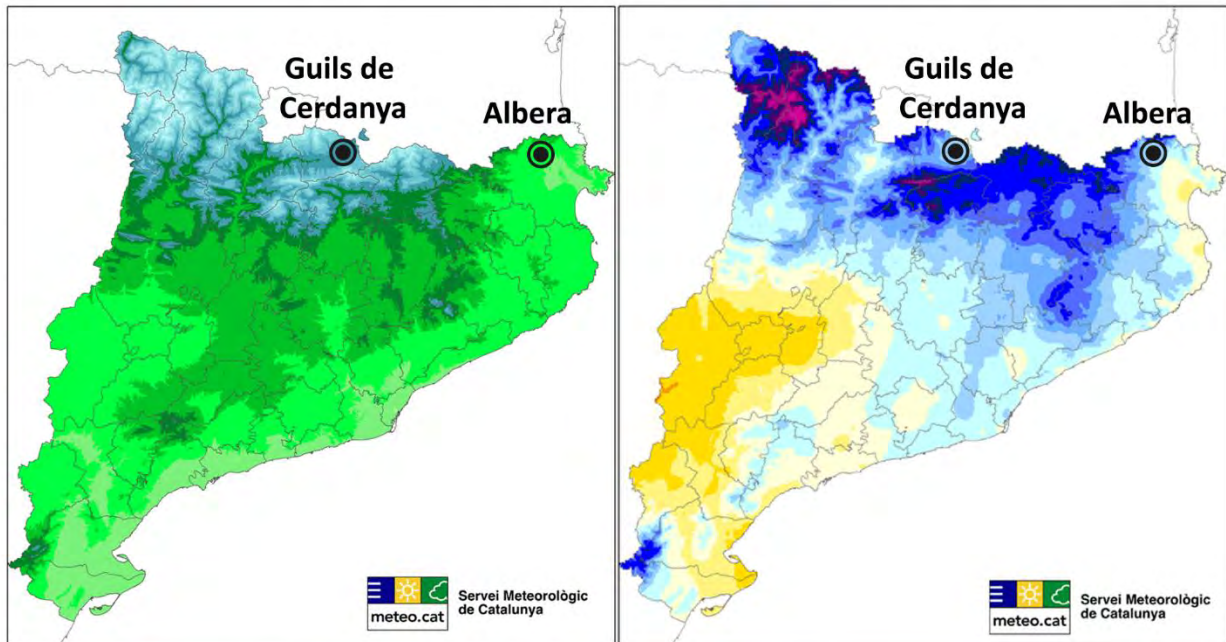 Guils de
Cerdanya
Albera
meteo.cat
Servei Meteorològic
de Catalunya
Guils de
Cerdanya
Albera
meteo.cat
Servei Meteorològic
de Catalunya